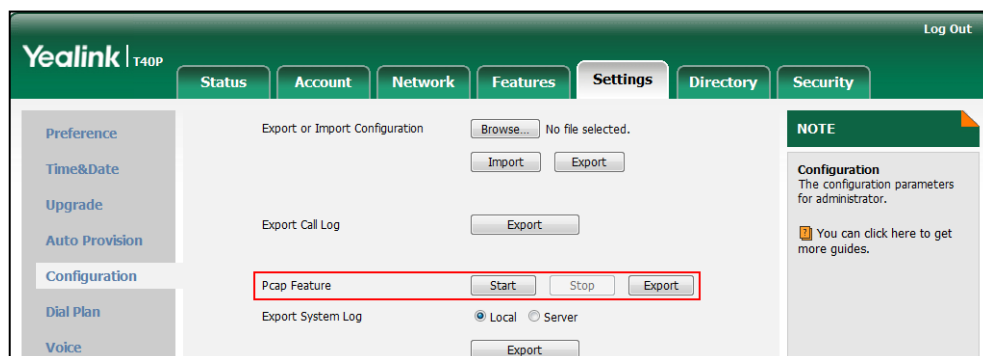 Log Out
Yealink T40P
Status Account Network Features Settings Directory Security
Preference
Time&Date
Upgrade
Auto Provision
Configuration
Dial Plan
Voice
Export or Import Configuration Browse... No file selected.
Import Export
Export Call Log Export
Pcap Feature Start Stop Export
Export System Log Local Server
Export
NOTE
Configuration
The configuration parameters
for administrator.
You can click here to get
more guides.